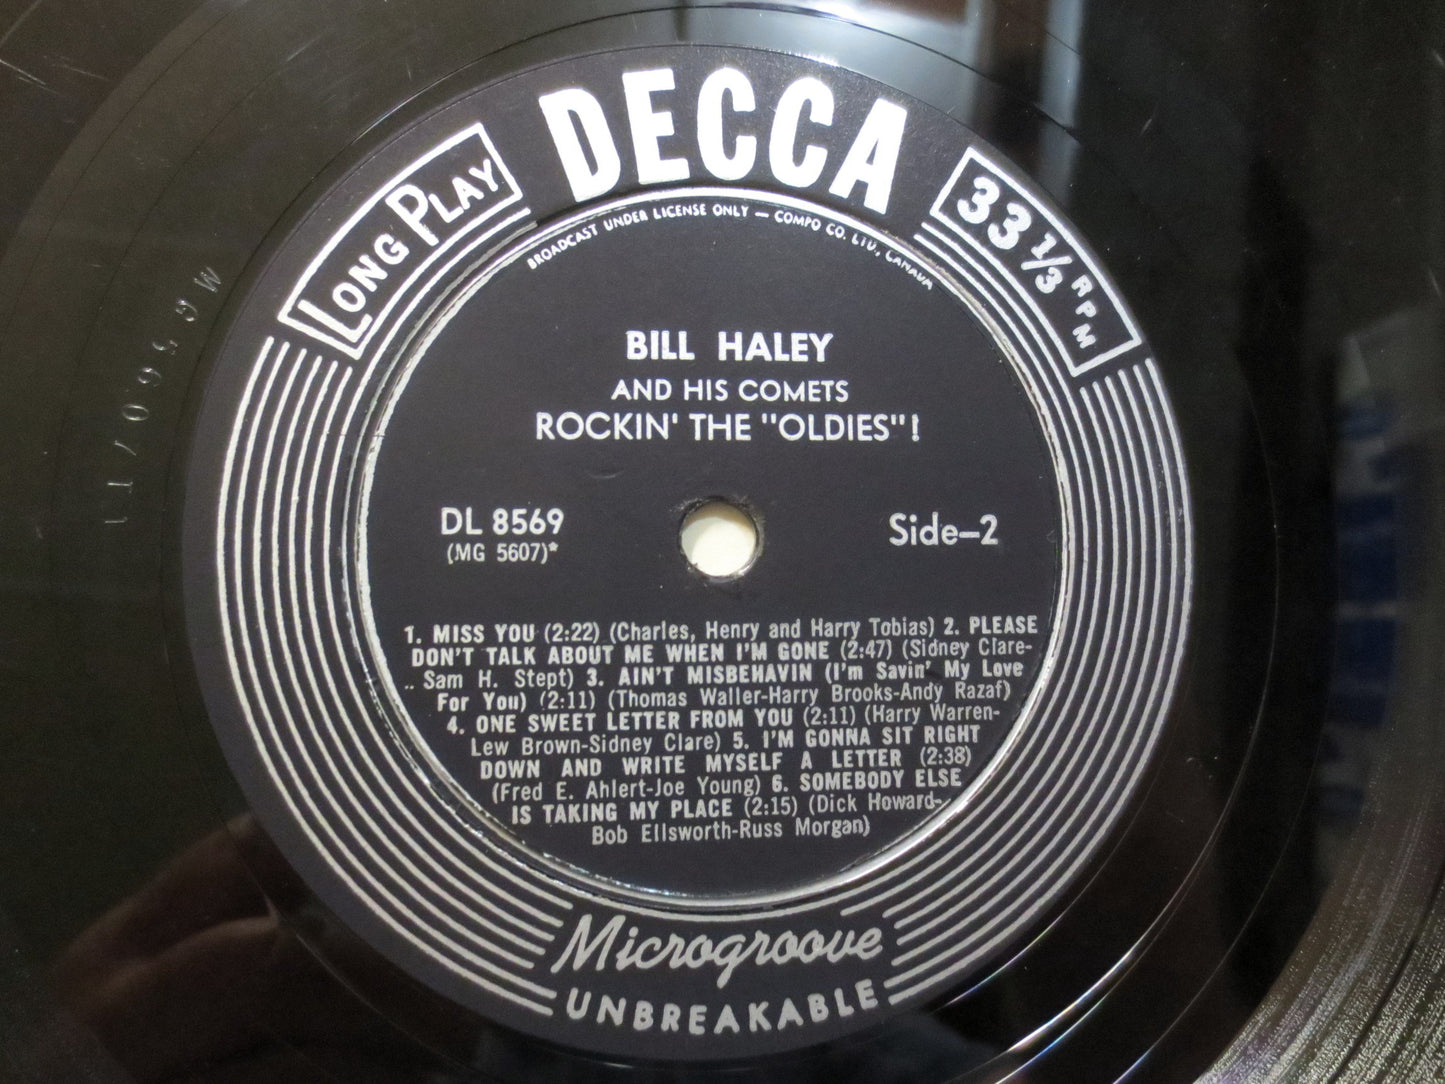 DECCA
LONG PLAY
33 1/3 RPM
BROADCAST UNDER LICENSE ONLY — COMPO CO. LTD., CANADA
BILL HALEY
AND HIS COMETS
ROCKIN' THE "OLDIES"!
DL 8569
(MG 5607)*
Side-2
1. MISS YOU (2:22) (Charles, Henry and Harry Tobias) 2. PLEASE
DON'T TALK ABOUT ME WHEN I'M GONE (2:47) (Sidney Clare-
Sam H. Stept) 3. AIN'T MISBEHAVIN (I'm Savin' My Love
For You) (2:11) (Thomas Waller-Harry Brooks-Andy Razaf)
4. ONE SWEET LETTER FROM YOU (2:11) (Harry Warren-
Lew Brown-Sidney Clare) 5. I'M GONNA SIT RIGHT
DOWN AND WRITE MYSELF A LETTER (2:38)
(Fred E. Ahlert-Joe Young) 6. SOMEBODY ELSE
IS TAKING MY PLACE (2:15) (Dick Howard-
Bob Ellsworth-Russ Morgan)
Microgroove
UNBREAKABLE